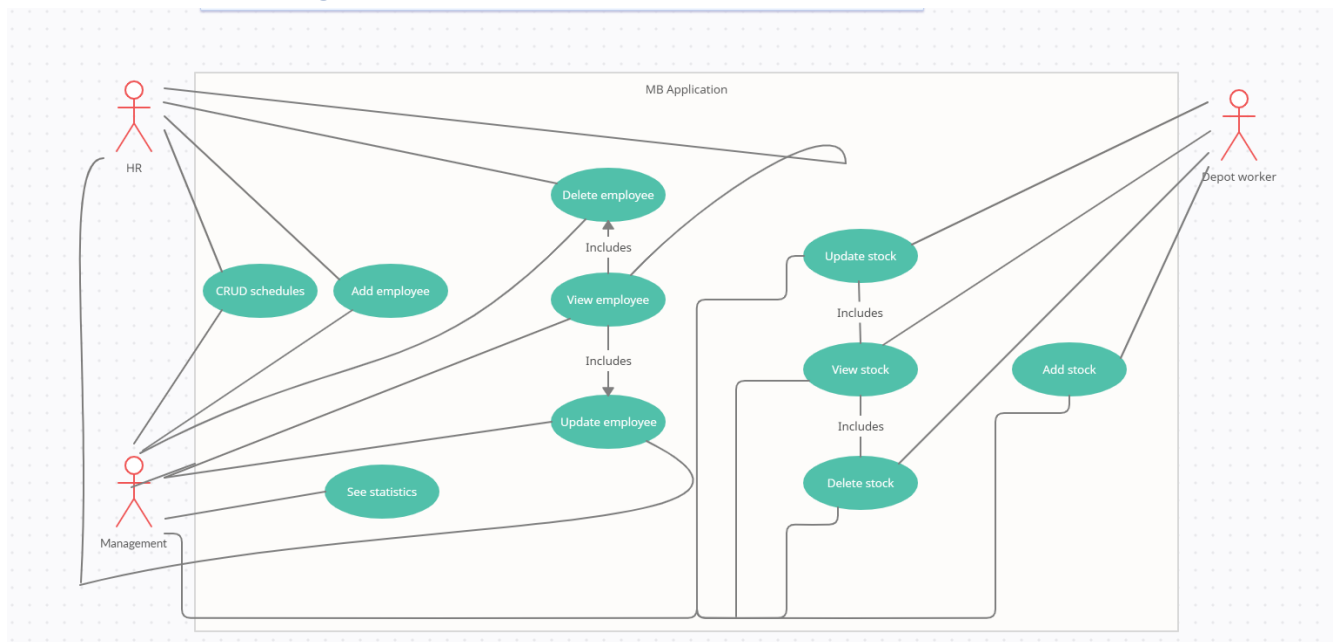 MB Application
HR
Depot worker
Delete employee
Includes
Update stock
CRUD schedules
Add employee
View employee
Includes
Includes
View stock
Add stock
Update employee
Includes
See statistics
Delete stock
Management